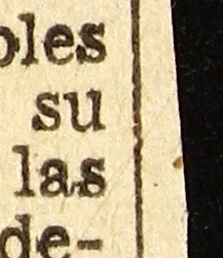 oles
su
las
de-